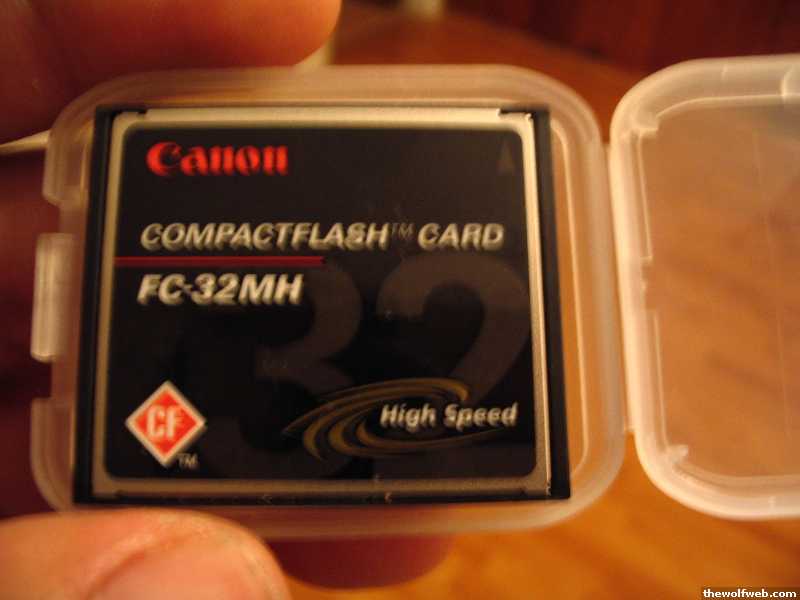 Canon
COMPACTFLASH™ CARD
FC-32MH
32
High Speed
CF
TM
thewolfweb.com